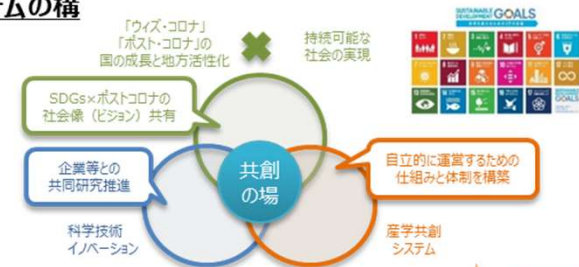 ムの構
「ウィズ・コロナ」
「ポスト・コロナ」の
国の成長と地方活性化
持続可能な
社会の実現
SUSTAINABLE
DEVELOPMENT GOALS
SDGs×ポストコロナの
社会像（ビジョン）共有
企業等との
共同研究推進
共創
の場
自立的に運営するための
仕組みと体制を構築
科学技術
イノベーション
産学共創
システム